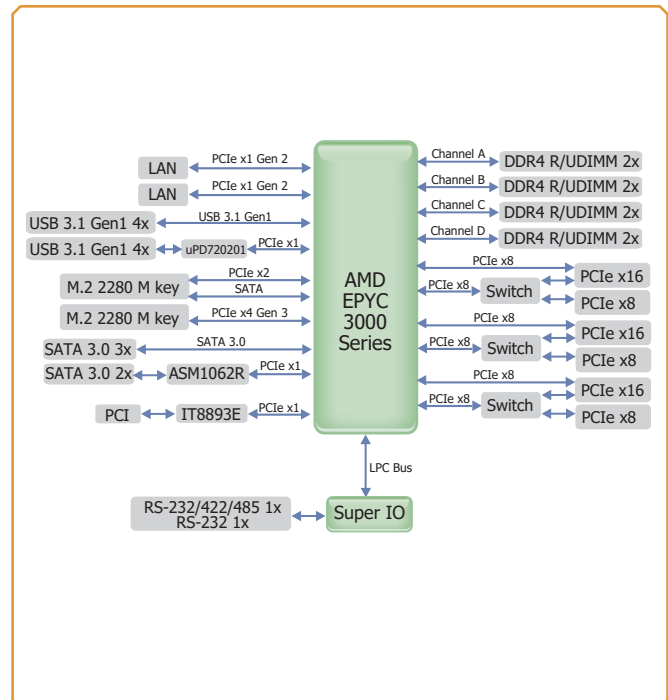 LAN
PCIe x1 Gen 2
LAN
PCIe x1 Gen 2
USB 3.1 Gen1 4x
USB 3.1 Gen1
USB 3.1 Gen1 4x
uPD720201
PCIe x1
M.2 2280 M key
PCIe x2
SATA
M.2 2280 M key
PCIe x4 Gen 3
SATA 3.0 3x
SATA 3.0
SATA 3.0 2x
ASM1062R
PCIe x1
PCI
IT8893E
PCIe x1
AMD
EPYC
3000
Series
Channel A
DDR4 R/UDIMM 2x
Channel B
DDR4 R/UDIMM 2x
Channel C
DDR4 R/UDIMM 2x
Channel D
DDR4 R/UDIMM 2x
PCIe x8
PCIe x16
PCIe x8
Switch
PCIe x8
PCIe x8
PCIe x16
PCIe x8
Switch
PCIe x8
PCIe x8
PCIe x16
PCIe x8
Switch
PCIe x8
LPC Bus
RS-232/422/485 1x
RS-232 1x
Super IO